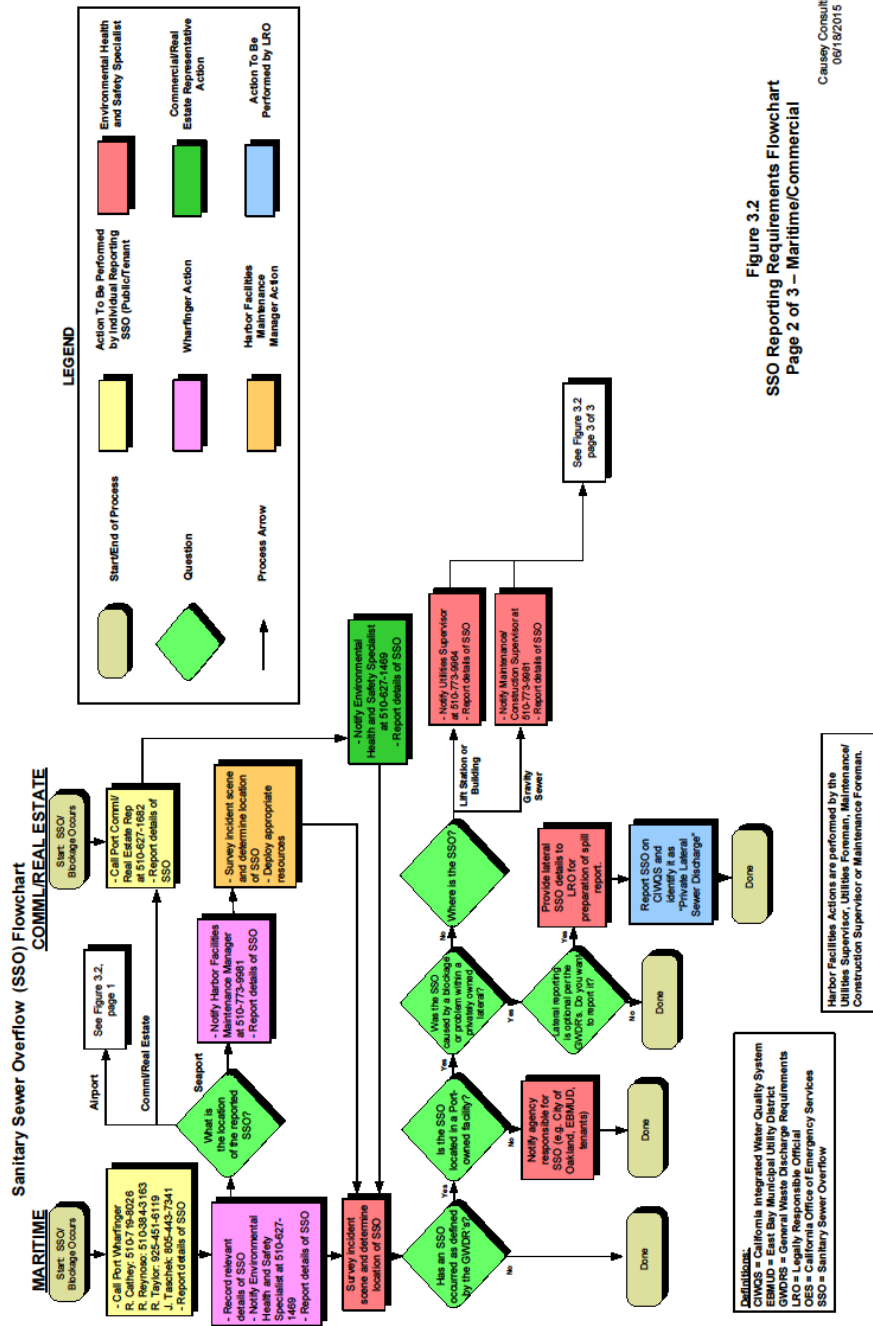 Sanitary Sewer Overflow (SSO) Flowchart
MARITIME
COMML/REAL ESTATE
Start: SSO/
Blockage Occurs
- Call Port Wharfinger
R. Cathey: 510-719-8026
R. Reynoso: 510-384-3163
R. Taylor: 925-451-6119
J. Taschek: 805-443-7341
- Report details of SSO
- Record relevant
details of SSO
- Notify Environmental
Health and Safety
Specialist at 510-627-
1469
- Report details of SSO
What is
the location
of the reported
SSO?
Airport
Comml/Real Estate
Seaport
See Figure 3.2,
page 1
- Notify Harbor Facilities
Maintenance Manager
at 510-773-9981
- Report details of SSO
Start: SSO/
Blockage Occurs
- Call Port Comml/
Real Estate Rep
at 510-627-1682
- Report details of
SSO
- Survey incident scene
and determine location
of SSO
- Deploy appropriate
resources
- Notify Environmental
Health and Safety Specialist
at 510-627-1469
- Report details of SSO
Survey incident
scene and determine
location of SSO
Has an SSO
occurred as defined
by the GWDR's?
Yes
No
Done
Is the SSO
located in a Port-
owned facility?
Yes
No
Notify agency
responsible for
SSO (e.g. City of
Oakland, EBMUD,
tenants)
Done
Was the SSO
caused by a blockage
or problem within a
privately owned
lateral?
No
Yes
Lateral reporting
is optional per the
GWDR's. Do you want
to report it?
Yes
No
Done
Provide lateral
SSO details to
LRO for
preparation of spill
report.
Report SSO on
CIWQS and
identify it as
"Private Lateral
Sewer Discharge"
Done
Where is the SSO?
Lift Station or
Building
Gravity
Sewer
- Notify Utilities Supervisor
at 510-773-9964
- Report details of SSO
- Notify Maintenance/
Construction Supervisor at
510-773-9981
- Report details of SSO
See Figure 3.2
page 3 of 3
LEGEND
Start/End of Process
Question
Process Arrow
Action To Be Performed
by Individual Reporting
SSO (Public/Tenant
Wharfinger Action
Harbor Facilities
Maintenance
Manager Action
Environmental Health
and Safety Specialist
Commercial/Real
Estate Representative
Action
Action To Be
Performed by LRO
Definitions:
CIWQS = California Integrated Water Quality System
EBMUD = East Bay Municipal Utility District
GWDRS = General Waste Discharge Requirements
LRO = Legally Responsible Official
OES = California Office of Emergency Services
SSO = Sanitary Sewer Overflow
Harbor Facilities Actions are performed by the
Utilities Supervisor, Utilities Foreman, Maintenance/
Construction Supervisor or Maintenance Foreman.
Figure 3.2
SSO Reporting Requirements Flowchart
Page 2 of 3 – Maritime/Commercial
Causey Consulti
06/18/2015